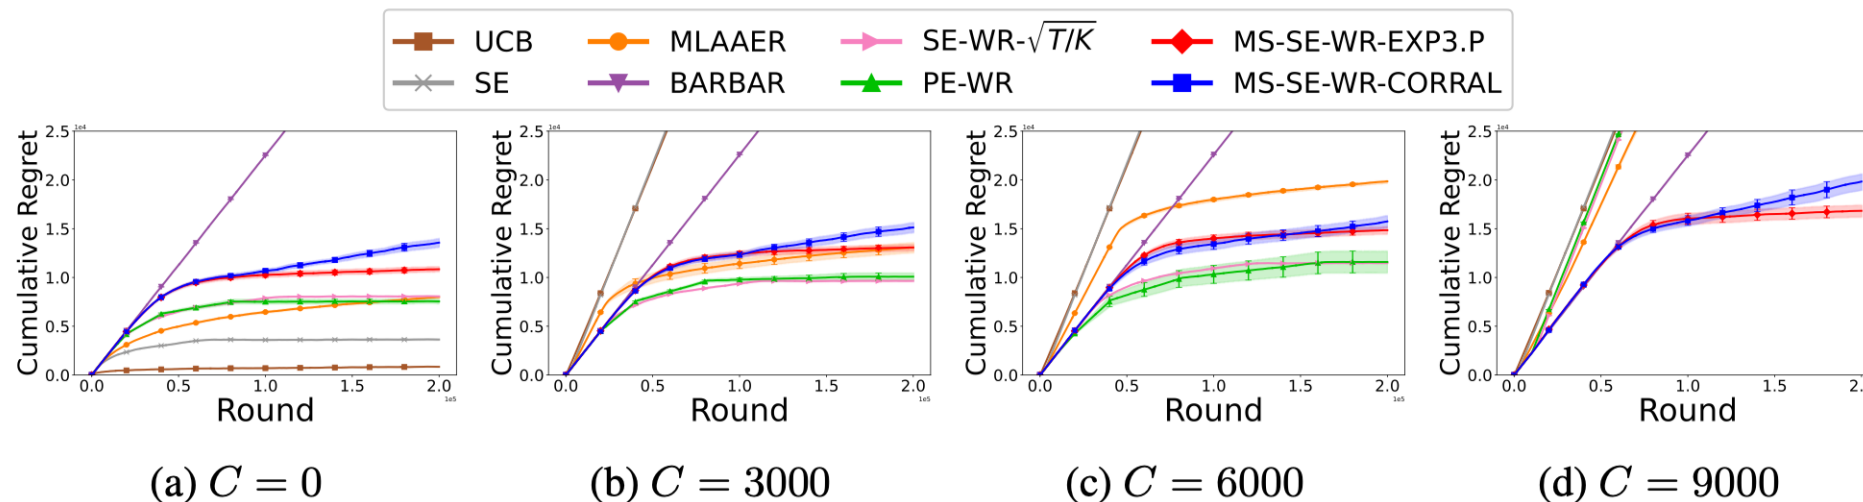 UCB MLAAER SE-WR-√T/K MS-SE-WR-EXP3.P
SE BARBAR PE-WR MS-SE-WR-CORRAL
Cumulative Regret
1e4
2.5
2.0
1.5
1.0
0.5
0.0
0.0 0.5 1.0 1.5 2.0
1e5
Round
(a) C = 0
Cumulative Regret
1e4
2.5
2.0
1.5
1.0
0.5
0.0
0.0 0.5 1.0 1.5 2.0
1e5
Round
(b) C = 3000
Cumulative Regret
1e4
2.5
2.0
1.5
1.0
0.5
0.0
0.0 0.5 1.0 1.5 2.0
1e5
Round
(c) C = 6000
Cumulative Regret
1e4
2.5
2.0
1.5
1.0
0.5
0.0
0.0 0.5 1.0 1.5 2.
Round
(d) C = 9000